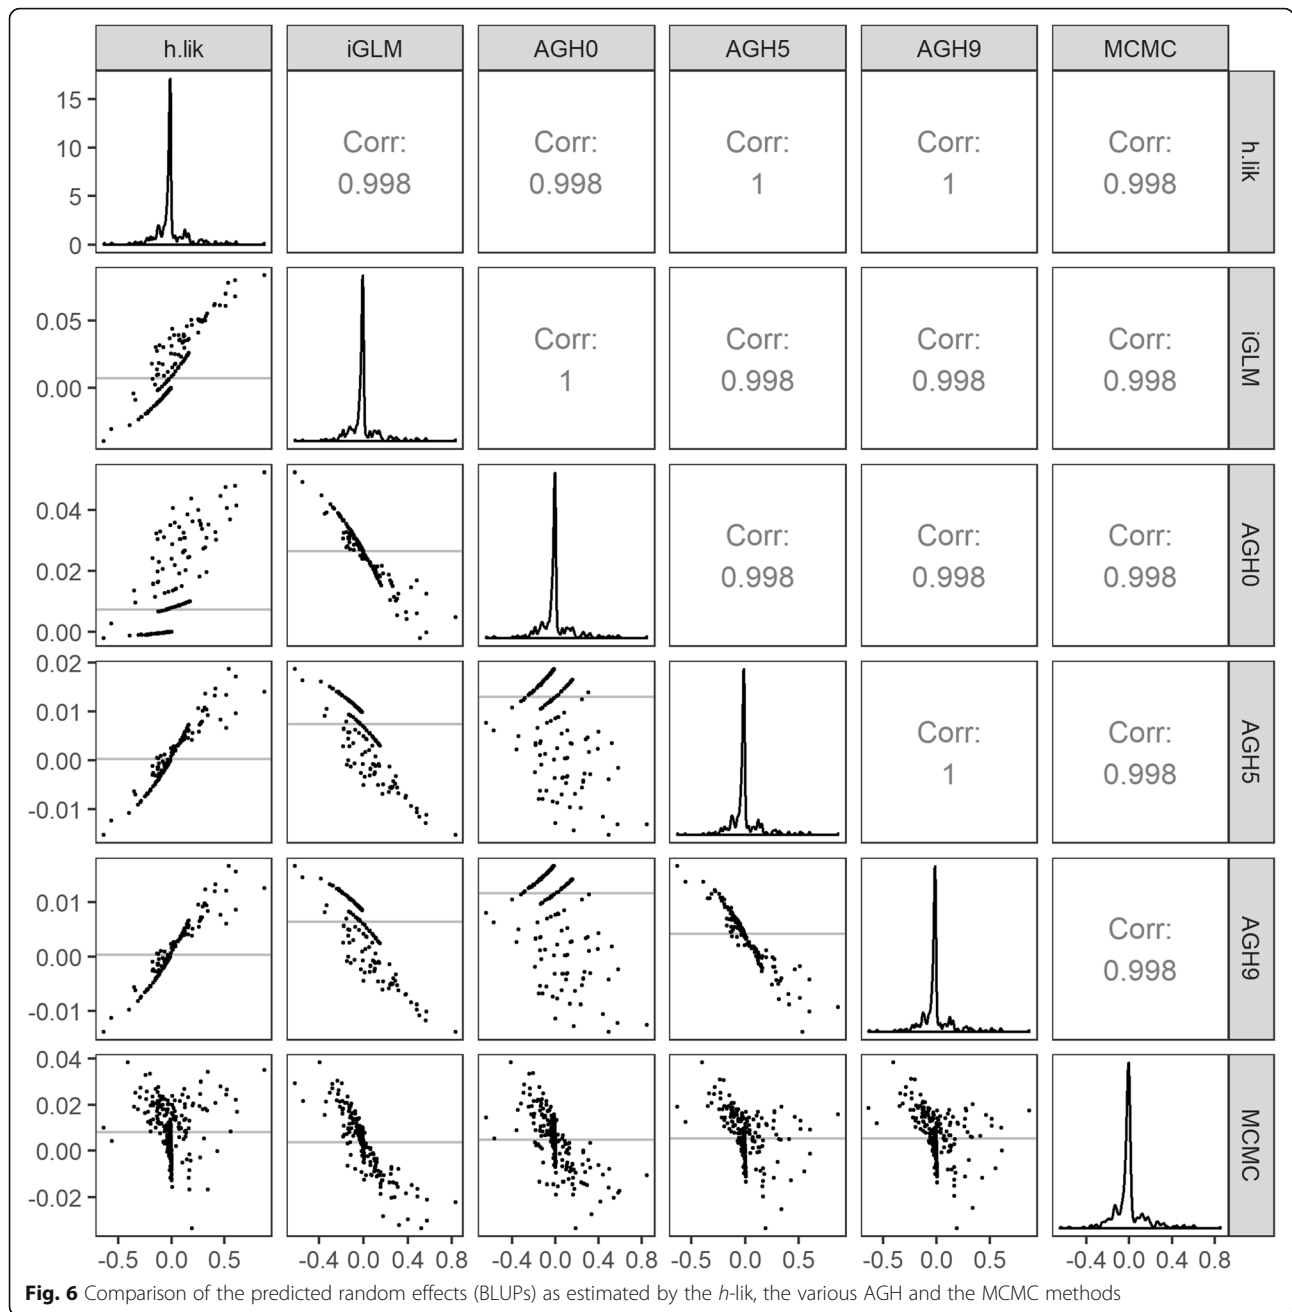 h.lik iGLM AGH0 AGH5 AGH9 MCMC
15
10
5
0
Corr: Corr: Corr: Corr: Corr:
0.998 0.998 1 1 0.998
h.lik
0.05
0.00
Corr: Corr: Corr: Corr:
1 0.998 0.998 0.998
iGLM
0.04
0.02
0.00
Corr: Corr: Corr:
0.998 0.998 0.998
AGH0
0.02
0.01
0.00
-0.01
Corr: Corr:
1 0.998
AGH5
0.01
0.00
-0.01
Corr:
0.998
AGH9
0.04
0.02
0.00
-0.02
MCMC
-0.5 0.0 0.5 -0.4 0.0 0.4 0.8 -0.4 0.0 0.4 0.8 -0.5 0.0 0.5 -0.5 0.0 0.5 -0.4 0.0 0.4 0.8
Fig. 6 Comparison of the predicted random effects (BLUPs) as estimated by the h-lik, the various AGH and the MCMC methods